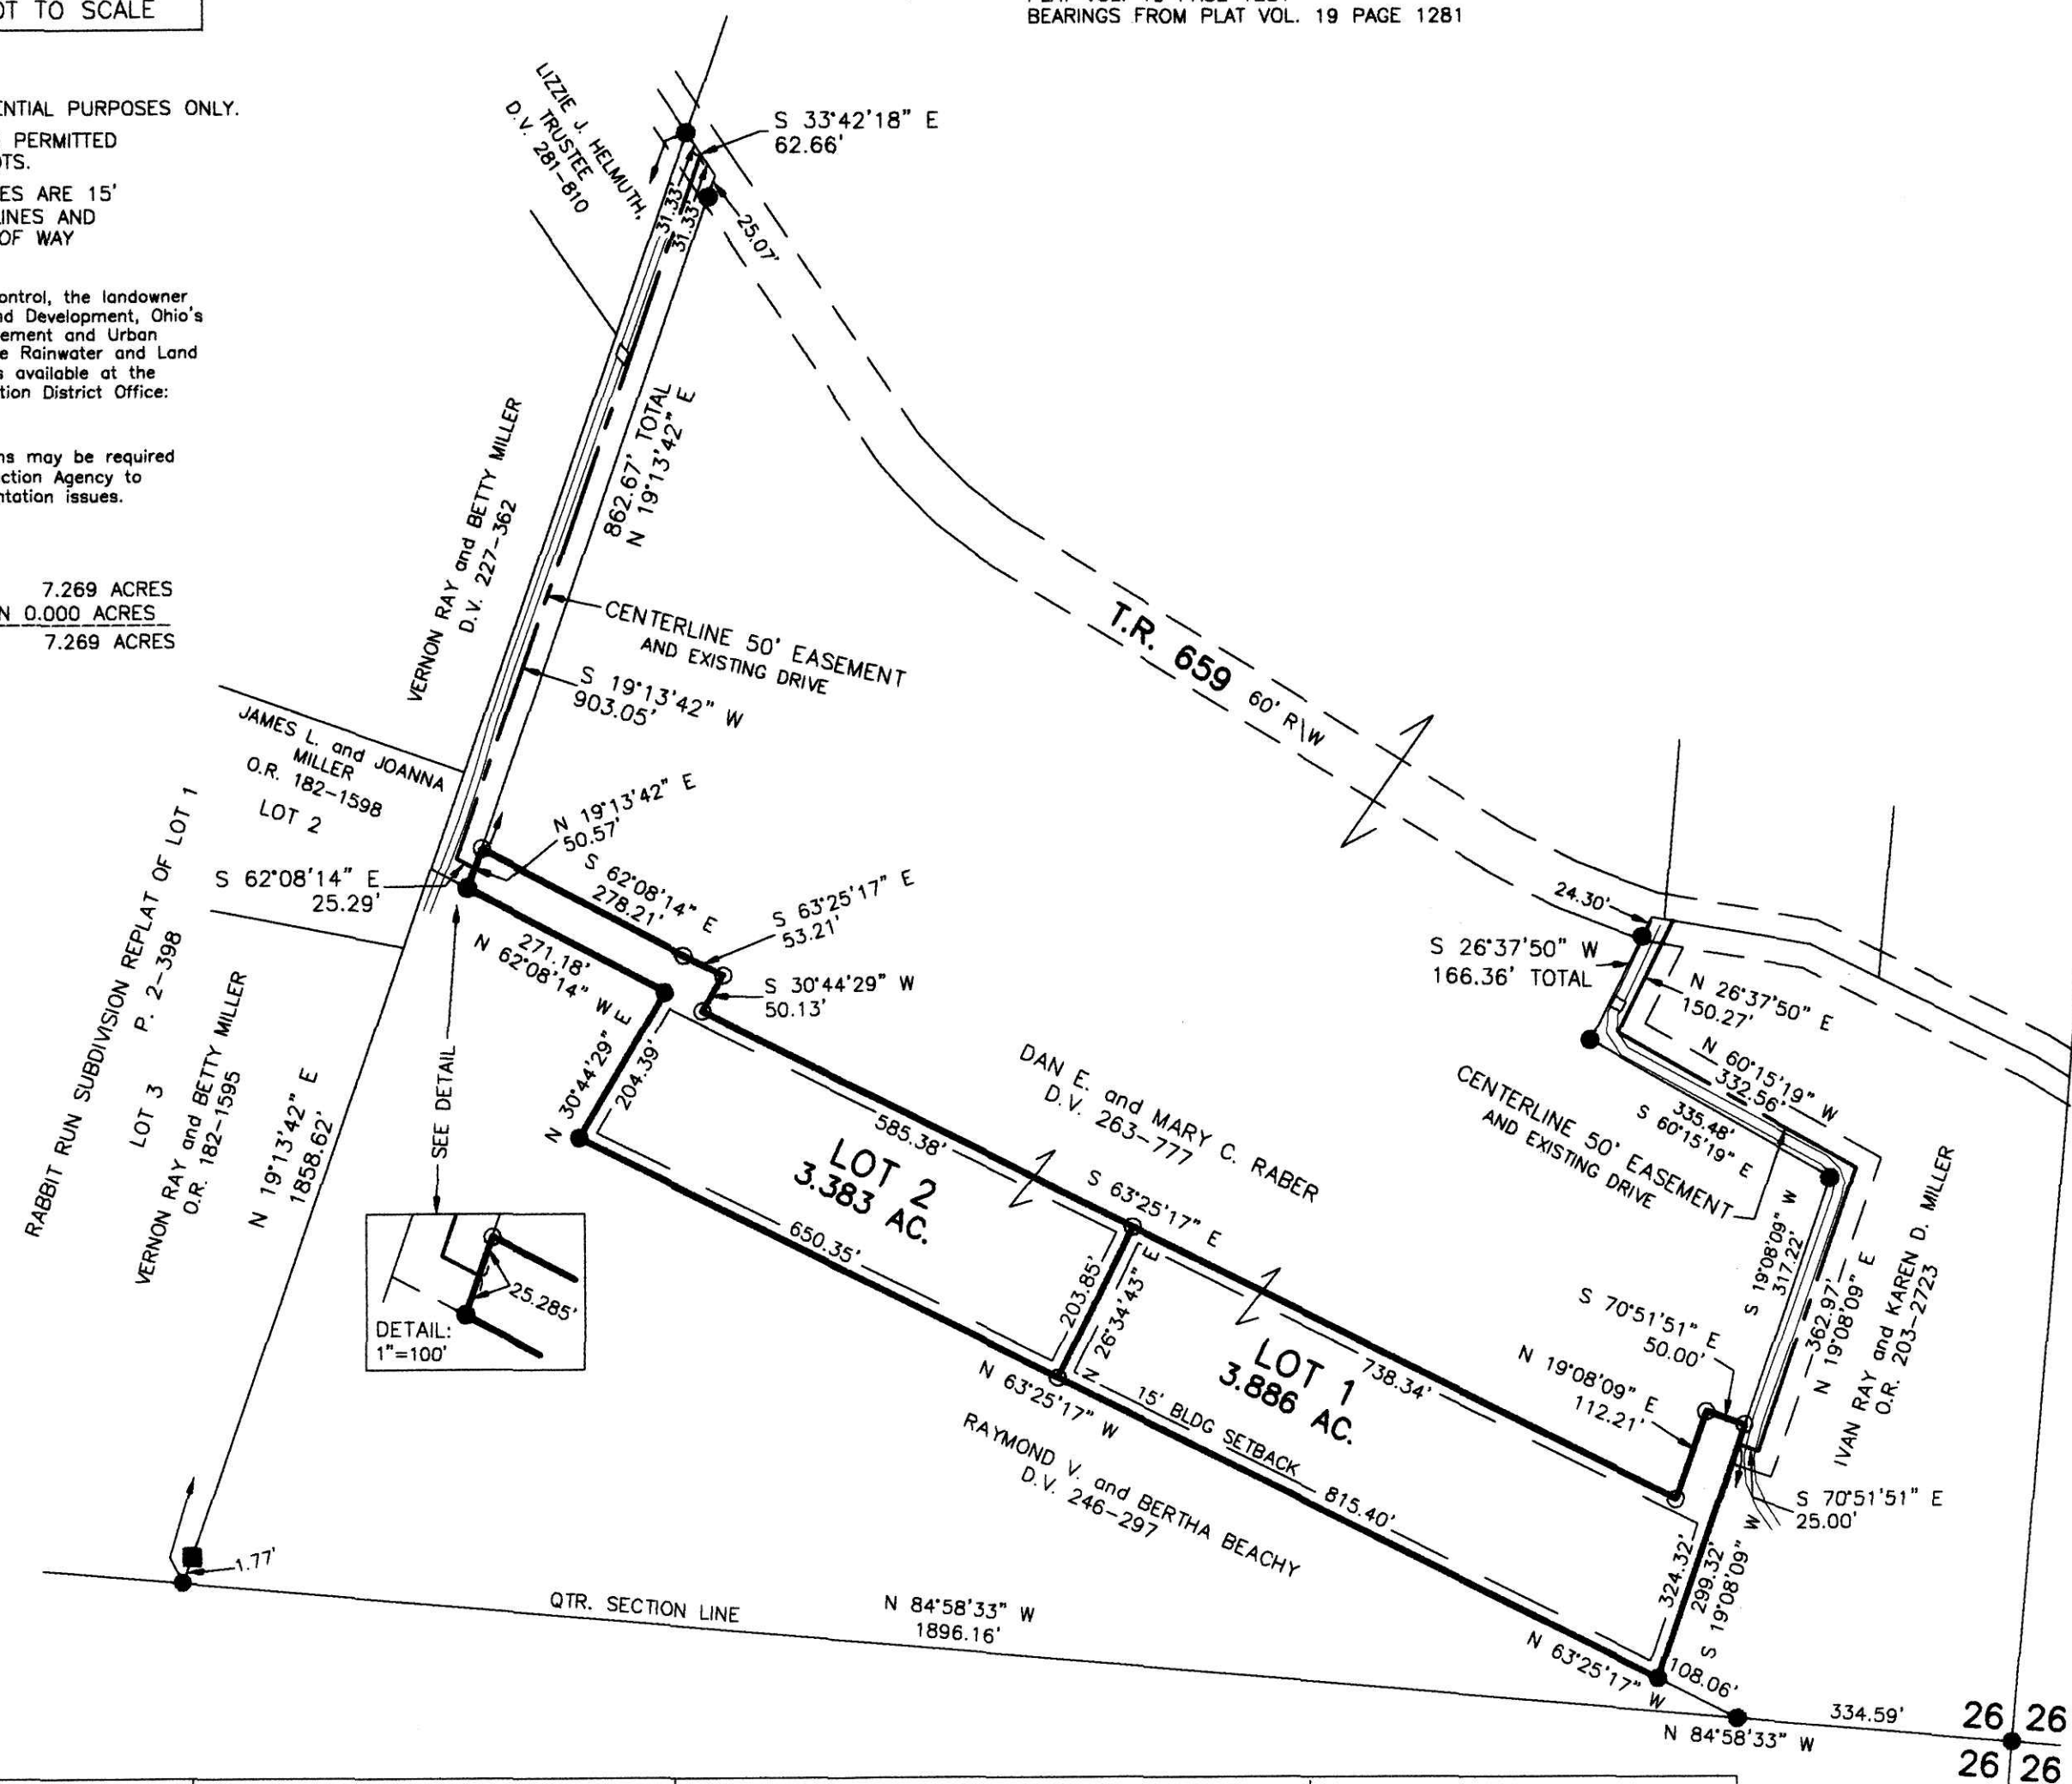 OT TO SCALE
BEARINGS FROM PLAT VOL. 19 PAGE 1281
ENTIAL PURPOSES ONLY.
PERMITTED
OTS.
ES ARE 15'
LINES AND
OF WAY
ontrol, the landowner
nd Development, Ohio's
ement and Urban
e Rainwater and Land
s available at the
tion District Office:
ns may be required
ction Agency to
ntation issues.
7.269 ACRES
N 0.000 ACRES
7.269 ACRES
LIZZIE J. HELMUTH,
TRUSTEE
D.V. 281-810
S 33°42'18" E
62.66'
31.33'
31.33'
25.07'
862.67' TOTAL
N 19°13'42" E
VERNON RAY and BETTY MILLER
D.V. 227-362
CENTERLINE 50' EASEMENT
AND EXISTING DRIVE
S 19°13'42" W
903.05'
T.R. 659 60' R\W
JAMES L. and JOANNA
MILLER
O.R. 182-1598
LOT 2
N 19°13'42" E
50.57'
S 62°08'14" E
25.29'
S 62°08'14" E
278.21'
S 63°25'17" E
53.21'
271.18'
N 62°08'14" W
S 30°44'29" W
50.13'
RABBIT RUN SUBDIVISION REPLAT OF LOT 1
LOT 3 P. 2-398
VERNON RAY and BETTY MILLER
O.R. 182-1595
N 19°13'42" E
1858.62'
SEE DETAIL
N 30°44'29" E
204.39'
585.38'
DAN E. and MARY C. RABER
D.V. 263-777
LOT 2
3.383 AC.
650.35'
S 63°25'17" E
203.85'
N 26°34'43" E
24.30'
S 26°37'50" W
166.36' TOTAL
N 26°37'50" E
150.27'
N 60°15'19" W
332.56'
335.48'
S 60°15'19" E
CENTERLINE 50' EASEMENT
AND EXISTING DRIVE
S 19°08'09" W
317.22'
362.97'
N 19°08'09" E
IVAN RAY and KAREN D. MILLER
O.R. 203-2723
25.285'
DETAIL:
1"=100'
S 70°51'51" E
50.00'
N 19°08'09" E
112.21'
LOT 1
3.886 AC.
738.34'
N 63°25'17" W
15' BLDG SETBACK
815.40'
RAYMOND V. and BERTHA BEACHY
D.V. 246-297
S 70°51'51" E
25.00'
324.32'
299.32'
S 19°08'09" W
1.77'
QTR. SECTION LINE
N 84°58'33" W
1896.16'
N 63°25'17" W
108.06'
334.59'
N 84°58'33" W
26 26
26 26